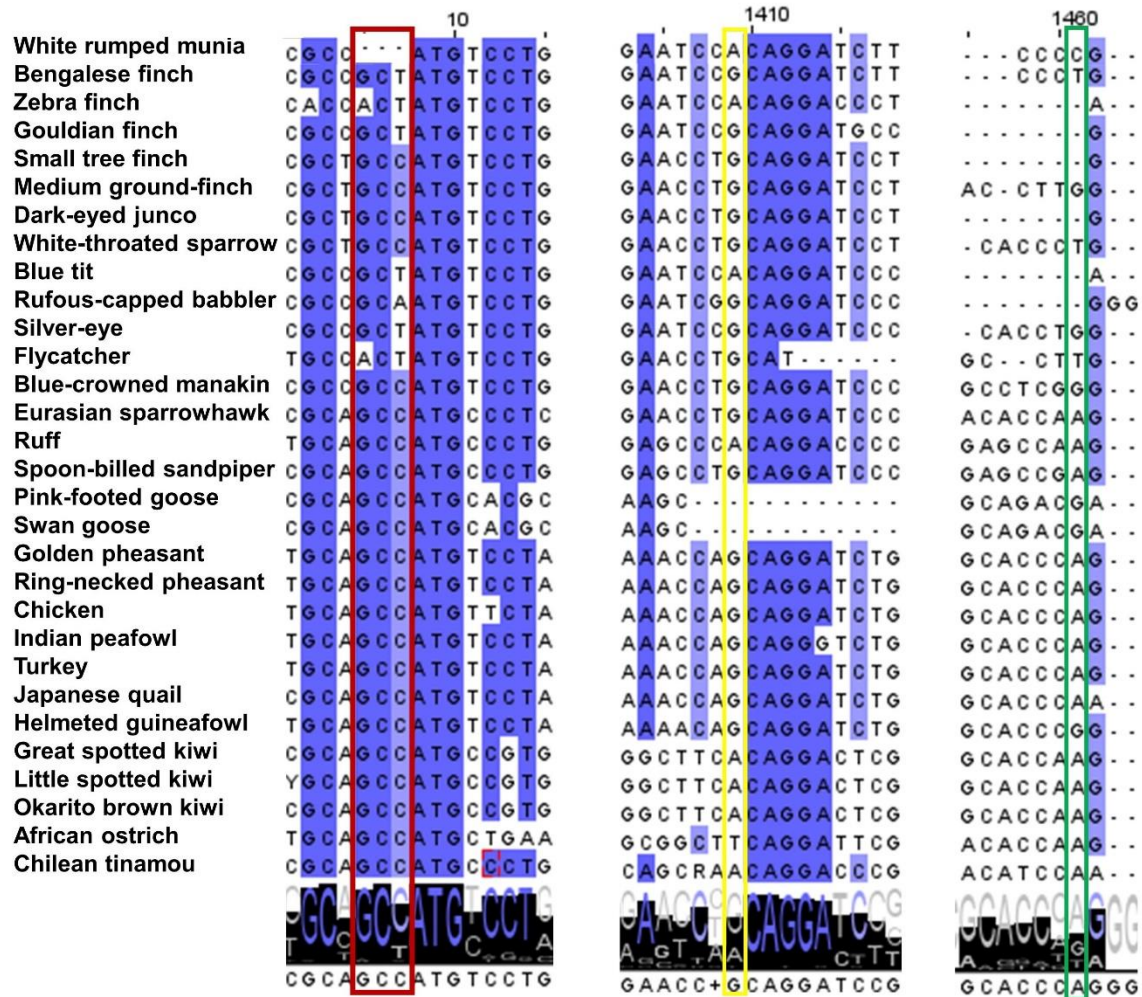 10 1410 1460
White rumped munia CGCC---ATGTCCTG GAATCCACAGGATCTT ---CCCCG--
Bengalese finch CGCCGCTATGTCCTG GAATCCGCAGGATCTT ---CCCTG--
Zebra finch CACCACTATGTCCTG GAATCCACAGGACCCT -------A--
Gouldian finch CGCCGCTATGTCCTG GAATCCGCAGGATGCC -------G--
Small tree finch CGCTGCCATGTCCTG GAACCTGCAGGATCCT -------G--
Medium ground-finch CGCTGCCATGTCCTG GAACCTGCAGGATCCT AC-CTTGG--
Dark-eyed junco CGCTGCCATGTCCTG GAACCTGCAGGATCCT -------G--
White-throated sparrow CGCTGCCATGTCCTG GAACCTGCAGGATCCT -CACCCTG--
Blue tit CGCCGCTATGTCCTG GAATCCACAGGATCCC -------A--
Rufous-capped babbler CGCCGCAATGTCCTG GAATCGGCAGGATCCC -------GGG
Silver-eye CGCCGCTATGTCCTG GAATCCGCAGGATCCC -CACCTGG--
Flycatcher TGCCACTATGTCCTG GAACCTGCAT------ GC--CTTG--
Blue-crowned manakin CGCCGCCATGTCCTG GAACCTGCAGGATCCC GCCTCGGG--
Eurasian sparrowhawk CGCAGCCATGCCCTC GAACCTGCAGGATCCC ACACCAAG--
Ruff TGCAGCCATGCCCTG GAGCCCACAGGACCCC GAGCCAAG--
Spoon-billed sandpiper CGCAGCCATGCCCTG GAGCCTGCAGGATCCC GAGCCGAG--
Pink-footed goose CGCAGCCATGCACGC AAGC------------ GCAGACGA--
Swan goose CGCAGCCATGCACGC AAGC------------ GCAGACGA--
Golden pheasant TGCAGCCATGTCCTA AAACCAGCAGGATCTG GCACCCAG--
Ring-necked pheasant TGCAGCCATGTCCTA AAACCAGCAGGATCTG GCACCCAG--
Chicken TGCAGCCATGTTCTA AAACCAGCAGGATCTG GCACCCAG--
Indian peafowl TGCAGCCATGTCCTA AAACCAGCAGGGTCTG GCACCCAG--
Turkey TGCAGCCATGTCCTA AAACCAGCAGGATCTG GCACCCAG--
Japanese quail CGCAGCCATGTCCTA AAACCAGCAGGATCTG GCACCCAA--
Helmeted guineafowl TGCAGCCATGTCCTA AAAACAGCAGGATCTG GCACCCGG--
Great spotted kiwi CGCAGCCATGCCGTG GGCTTCACAGGACTCG GCACCAAG--
Little spotted kiwi YGCAGCCATGCCGTG GGCTTCACAGGACTCG GCACCAAG--
Okarito brown kiwi CGCAGCCATGCCGTG GGCTTCACAGGACTCG GCACCAAG--
African ostrich TGCAGCCATGCTGAA GCGGCTTCAGGATTCG ACACCAAG--
Chilean tinamou CGCAGCCATGCCCTG CAGCRAACAGGACCCG ACATCCAA--
CGCAGCCATGTCCTG GAACC+GCAGGATCCG GCACCCAGGG